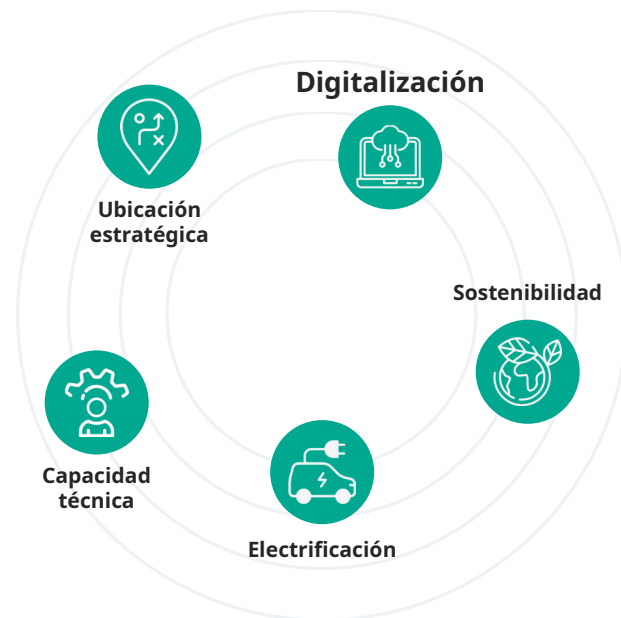 Digitalización
Ubicación
estratégica
Sostenibilidad
Capacidad
técnica
Electrificación